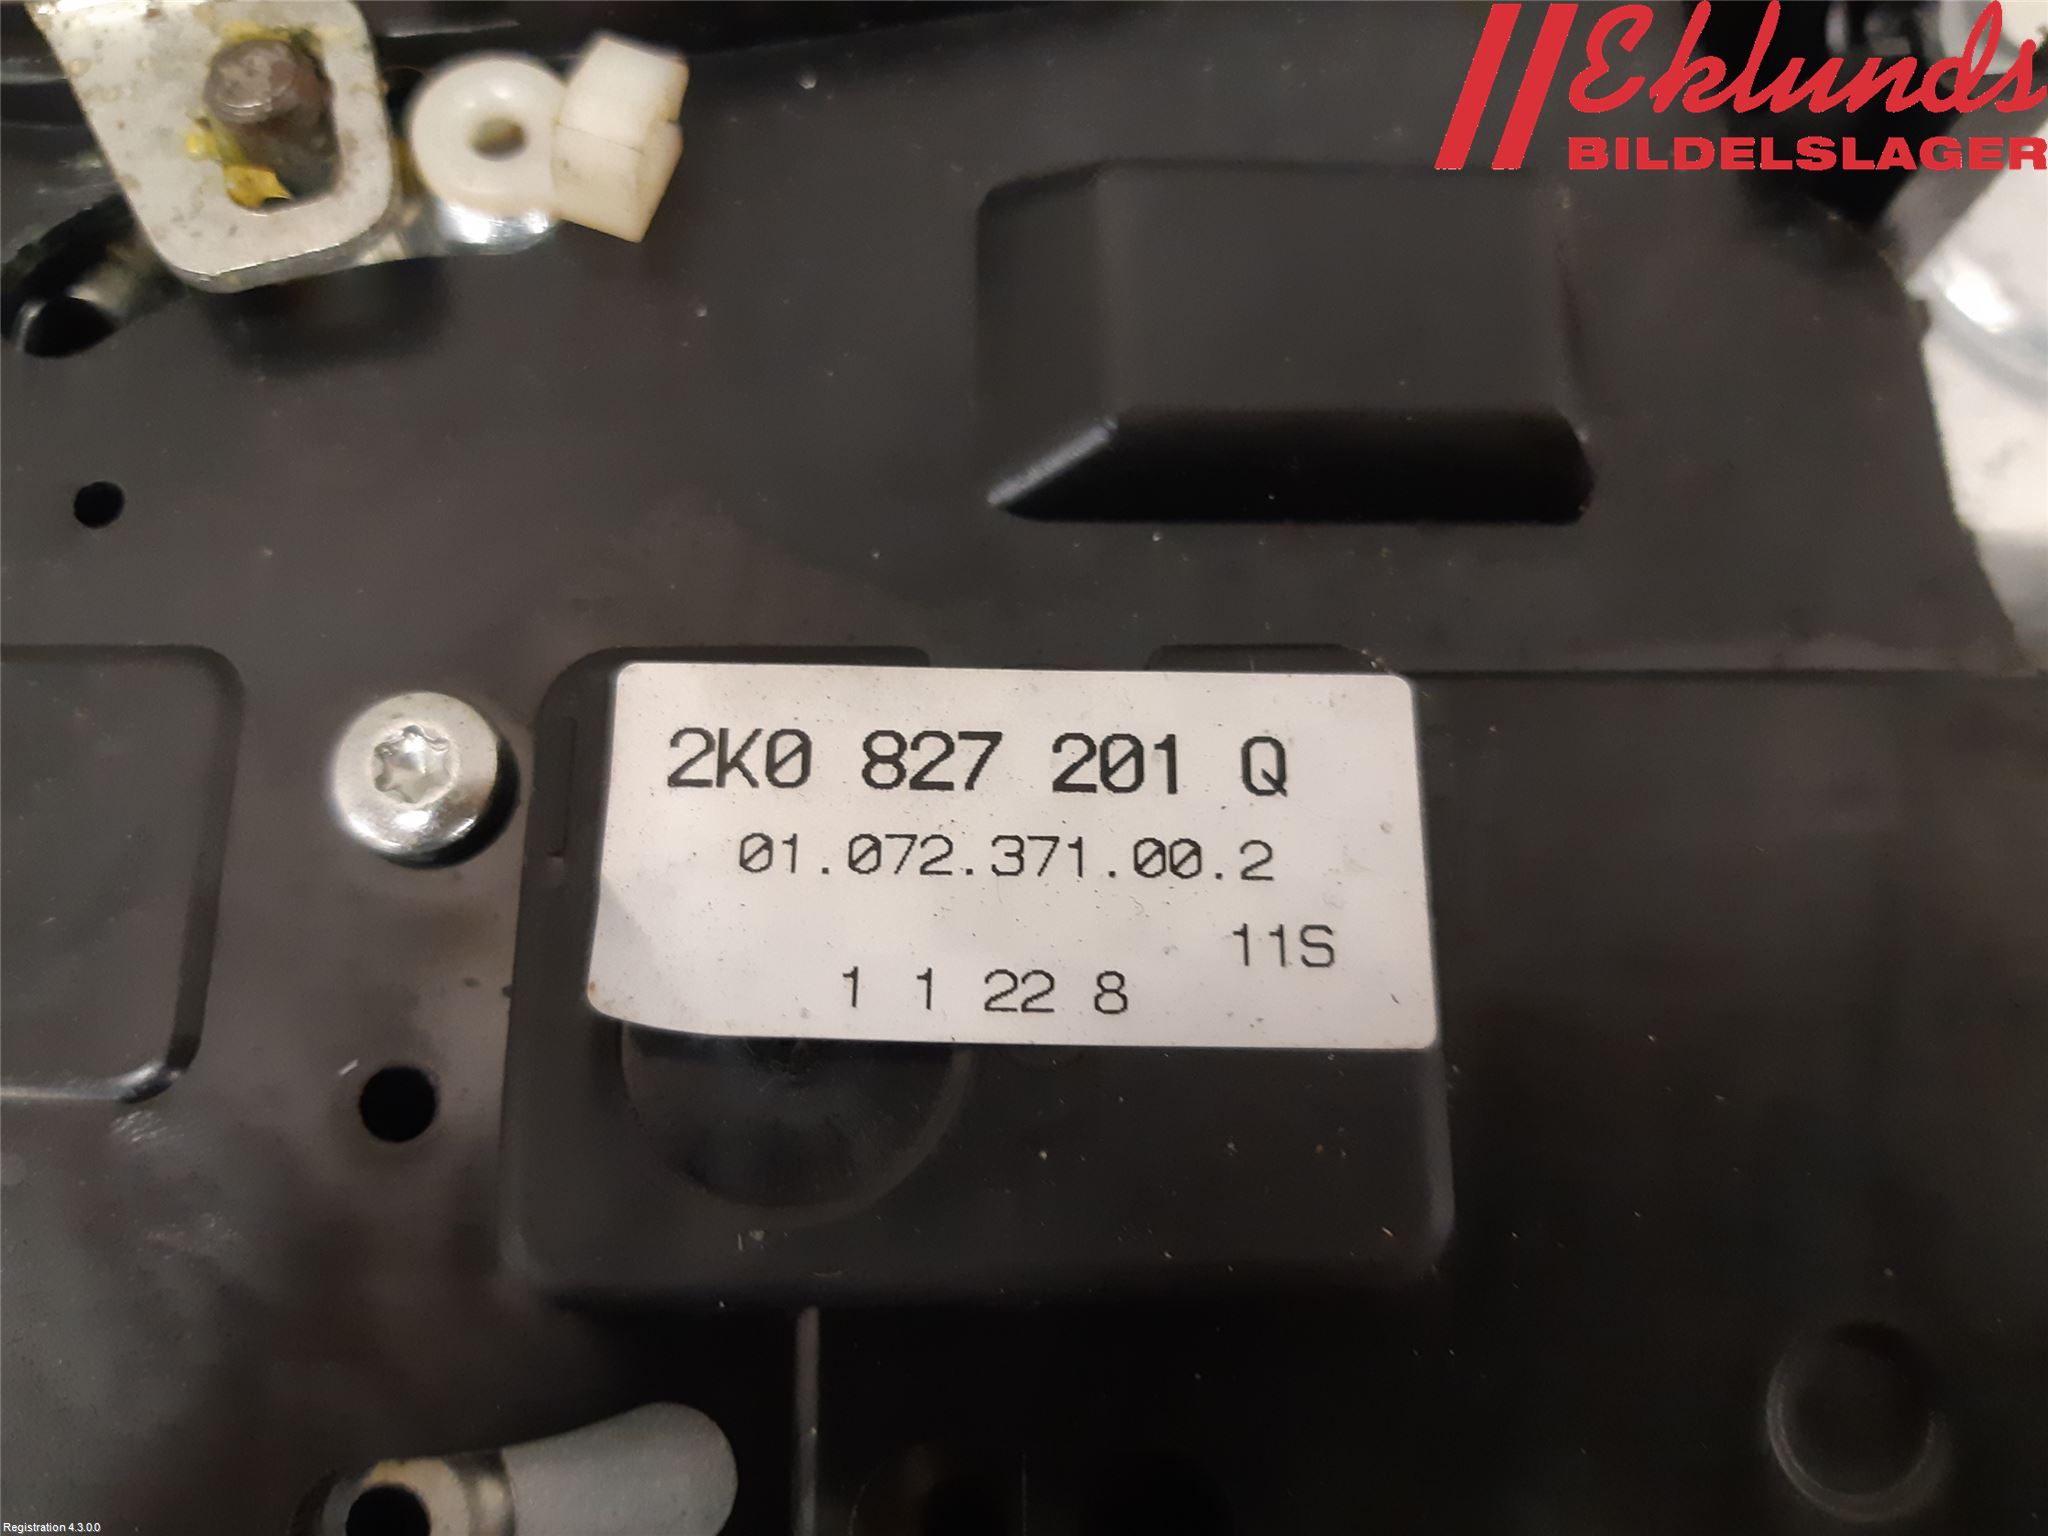 Eklunds
BILDELSLAGER
2K0 827 201 Q
01.072.371.00.2
11S
1 1 22 8
Registration 4.3.0.0